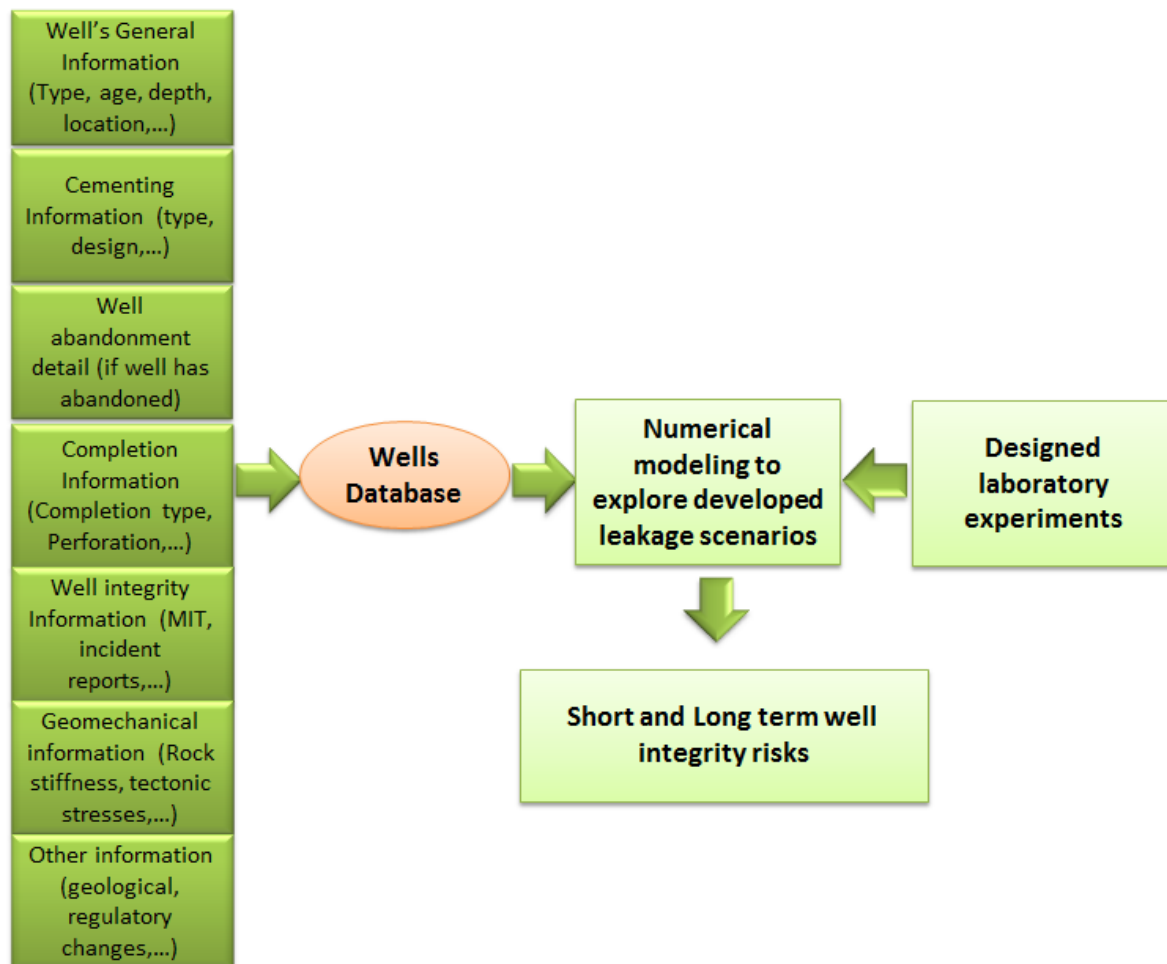 Well's General
Information
(Type, age, depth,
location,...)
Cementing
Information (type,
design,...)
Well
abandonment
detail (if well has
abandoned)
Completion
Information
(Completion type,
Perforation,...)
Well integrity
Information (MIT,
incident
reports,...)
Geomechanical
information (Rock
stiffness, tectonic
stresses,...)
Other information
(geological,
regulatory
changes,...)
Wells
Database
Numerical
modeling to
explore developed
leakage scenarios
Designed
laboratory
experiments
Short and Long term well
integrity risks